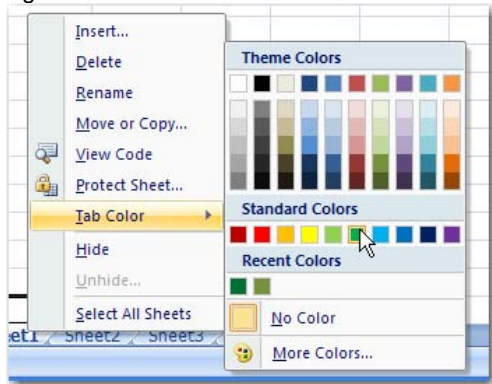 Insert...
Delete
Rename
Move or Copy...
View Code
Protect Sheet...
Tab Color
Hide
Unhide...
Select All Sheets
Theme Colors
Standard Colors
Recent Colors
No Color
More Colors...
et1 Sheet2 Sheet3